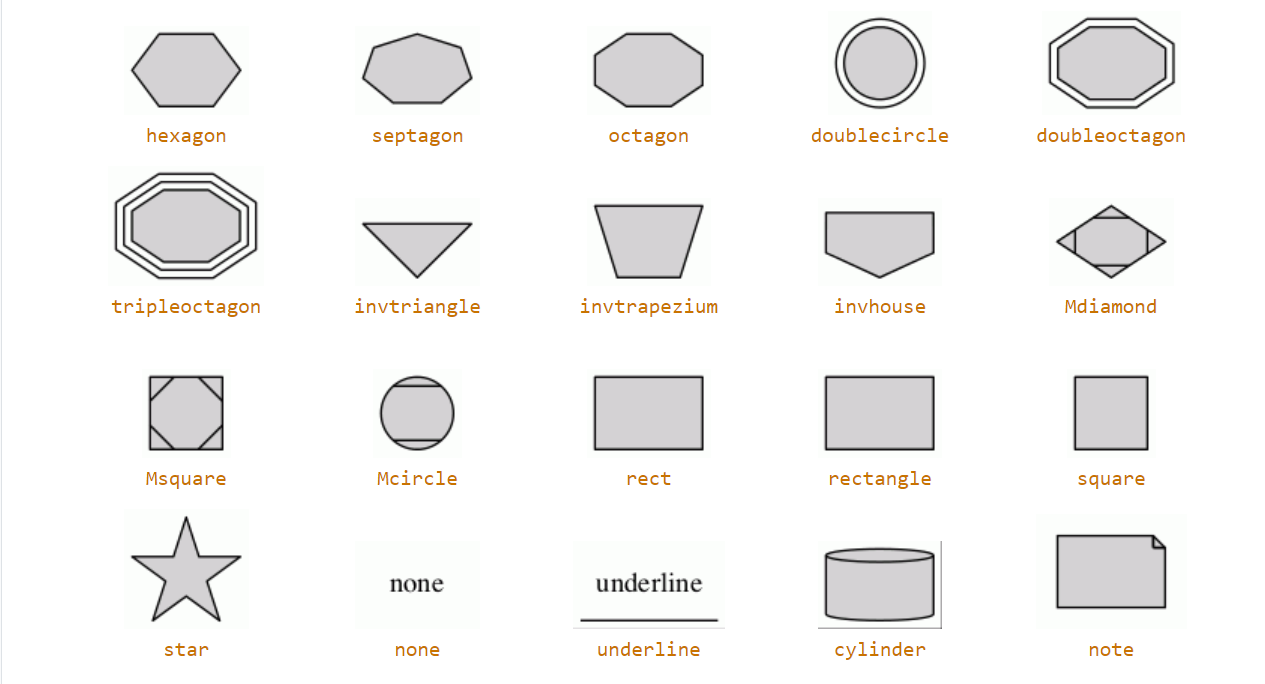 hexagon septagon octagon doublecircle doubleoctagon
tripleoctagon invtriangle invtrapezium invhouse Mdiamond
Msquare Mcircle rect rectangle square
none underline
star none underline cylinder note